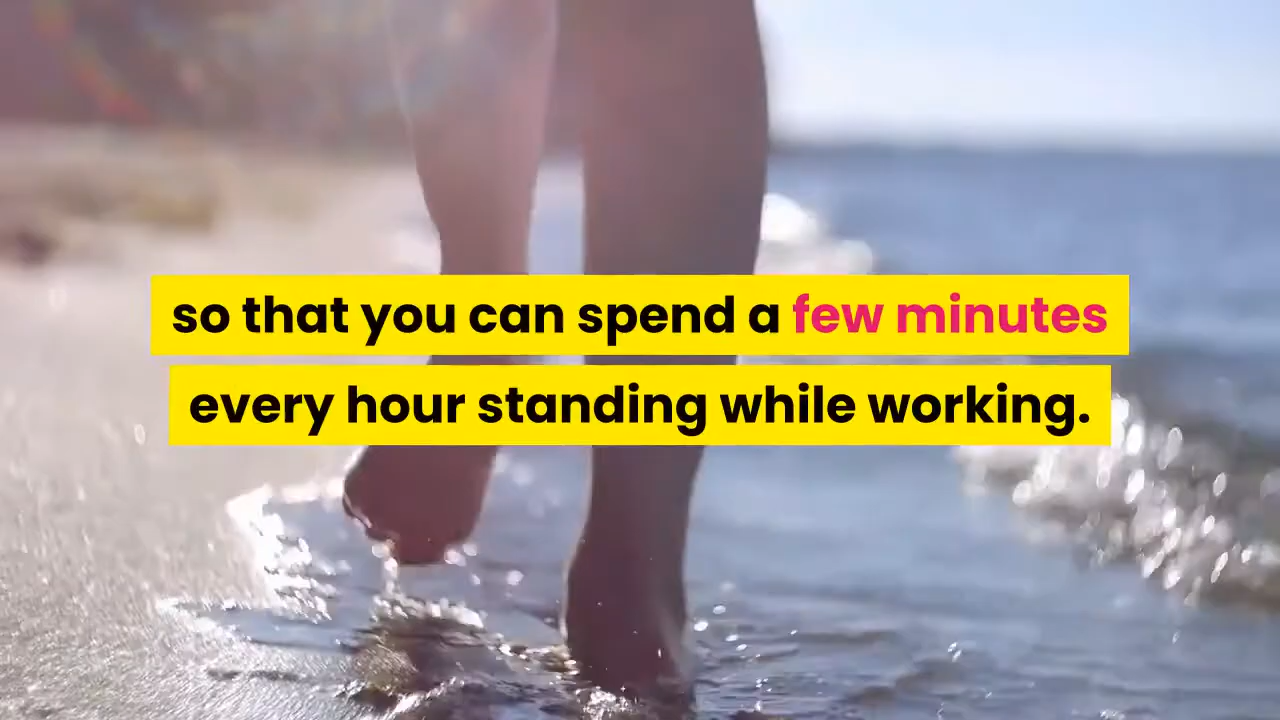 so that you can spend a few minutes
every hour standing while working.